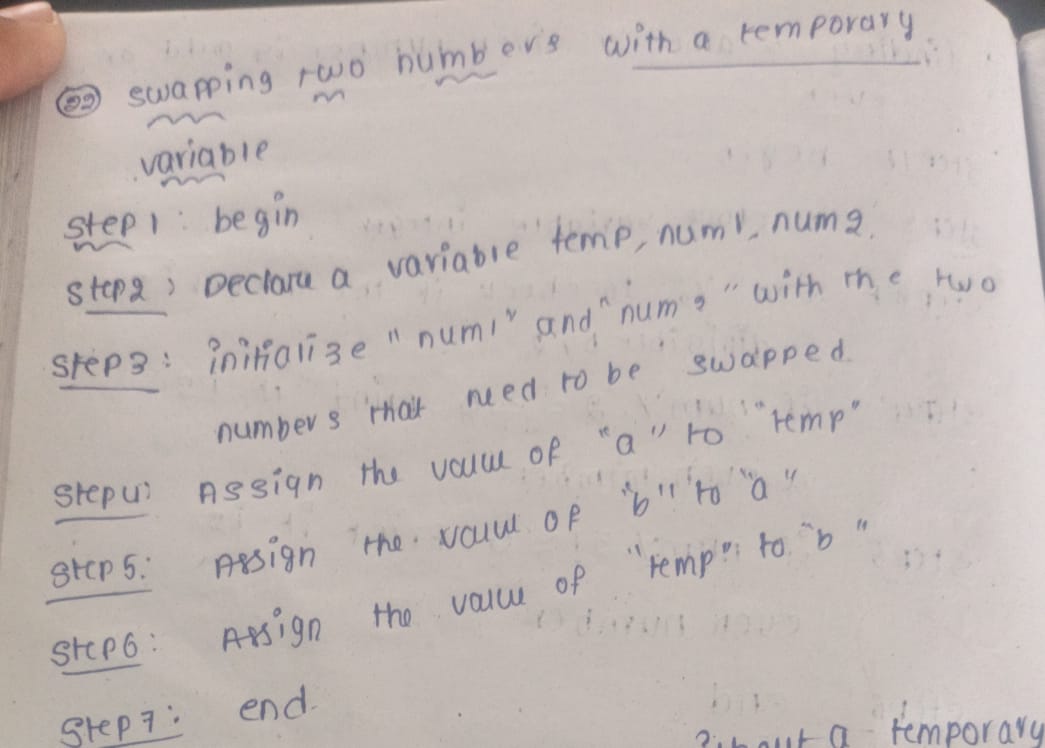 22 swapping two numbers with a temporary
variable
Step 1: begin
Step 2: Declare a variable temp, num1, num2.
Step 3: initialize "num1" and "num2" with the two
numbers that need to be swapped.
Step 4: Assign the value of "a" to "temp"
Step 5: Assign the value of "b" to "a"
Step 6: Assign the value of "temp" to "b"
Step 7: end.
a temporary